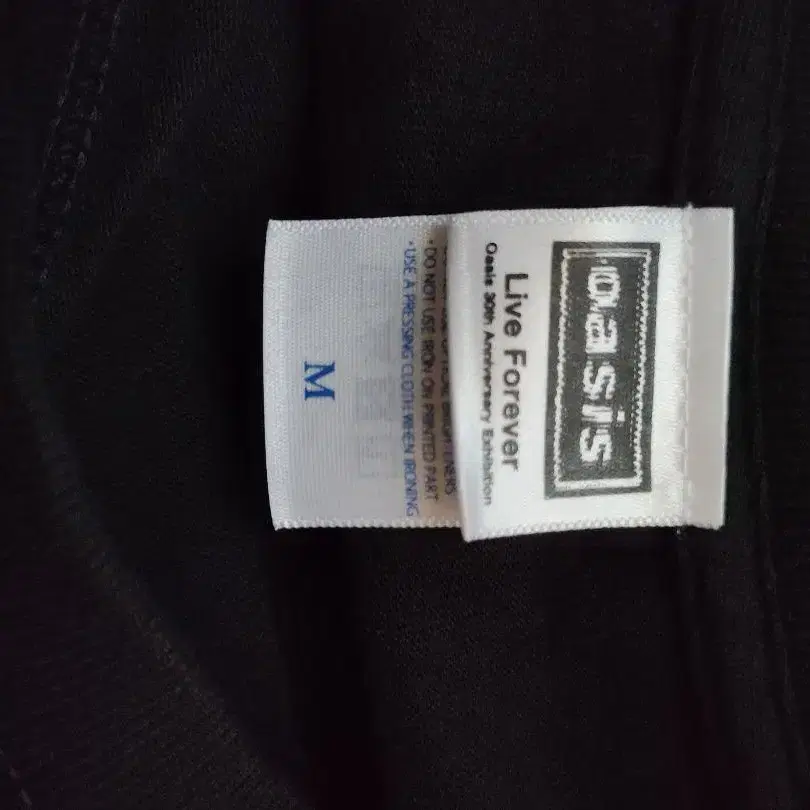 oasis
Live Forever
Oasis 30th Anniversary Exhibition
BRIGHTENERS
*DO NOT USE IRON ON PRINTED PART
*USE A PRESSING CLOTH WHEN IRONING
M